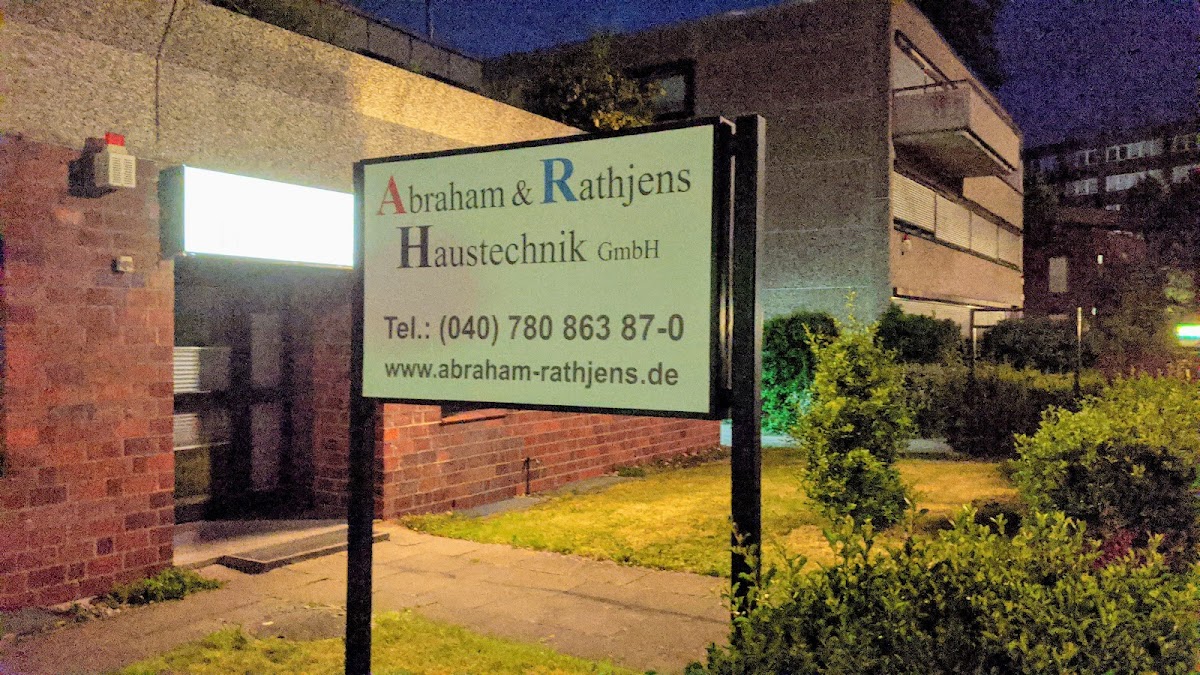 Abraham & Rathjens
Haustechnik GmbH
Tel.: (040) 780 863 87-0
www.abraham-rathjens.de